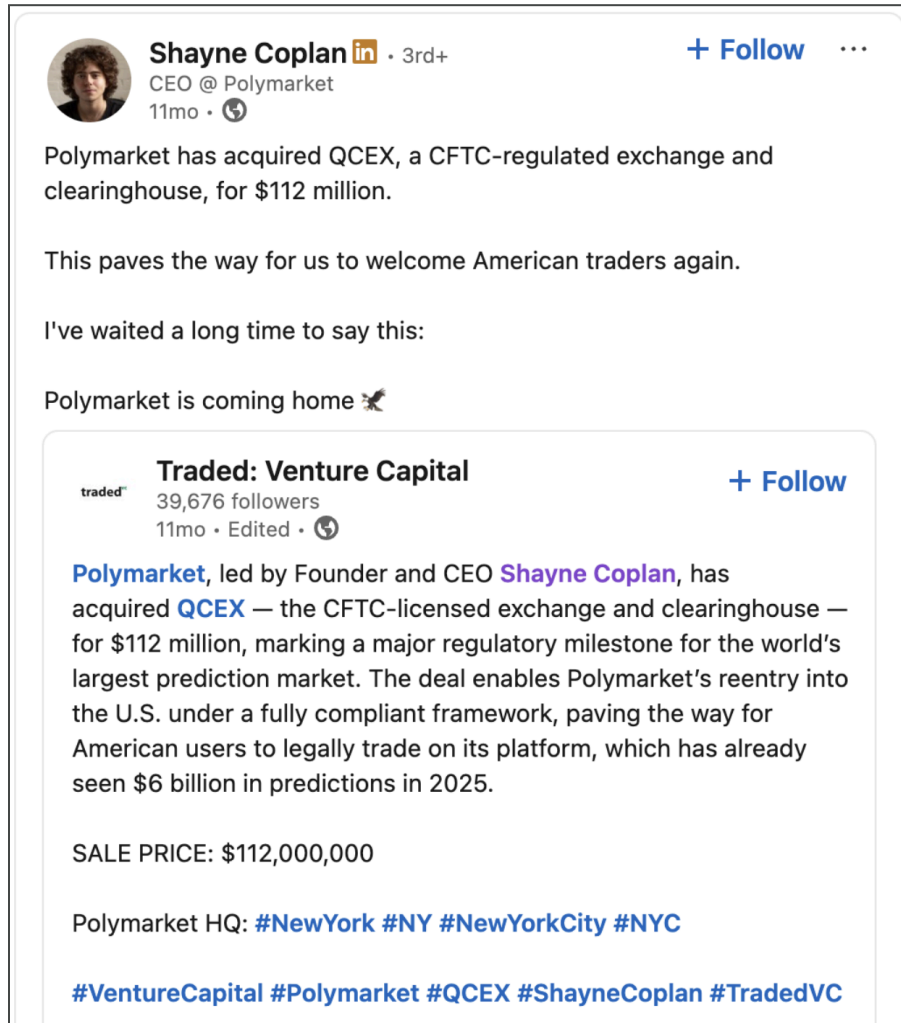 Shayne Coplan in • 3rd+
+ Follow ...
CEO @ Polymarket
11mo •
Polymarket has acquired QCEX, a CFTC-regulated exchange and
clearinghouse, for $112 million.
This paves the way for us to welcome American traders again.
I've waited a long time to say this:
Polymarket is coming home 🦅
traded
Traded: Venture Capital
+ Follow
39,676 followers
11mo • Edited •
Polymarket, led by Founder and CEO Shayne Coplan, has
acquired QCEX — the CFTC-licensed exchange and clearinghouse —
for $112 million, marking a major regulatory milestone for the world’s
largest prediction market. The deal enables Polymarket’s reentry into
the U.S. under a fully compliant framework, paving the way for
American users to legally trade on its platform, which has already
seen $6 billion in predictions in 2025.
SALE PRICE: $112,000,000
Polymarket HQ: #NewYork #NY #NewYorkCity #NYC
#VentureCapital #Polymarket #QCEX #ShayneCoplan #TradedVC